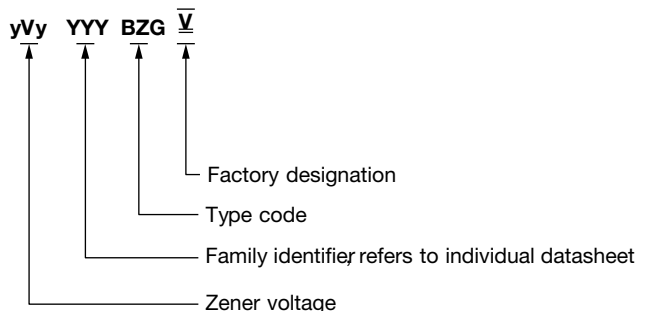 yVy YYY BZG V
Factory designation
Type code
Family identifier, refers to individual datasheet
Zener voltage